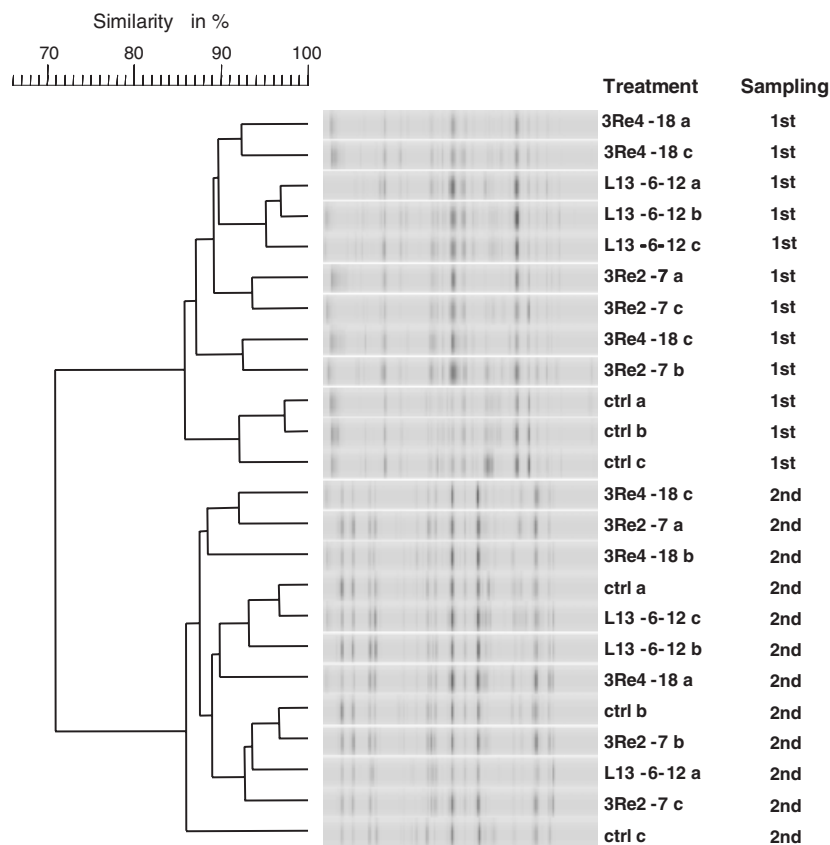 Similarity in %
70 80 90 100
Treatment Sampling
3Re4 -18 a 1st
3Re4 -18 c 1st
L13 -6-12 a 1st
L13 -6-12 b 1st
L13 -6-12 c 1st
3Re2 -7 a 1st
3Re2 -7 c 1st
3Re4 -18 c 1st
3Re2 -7 b 1st
ctrl a 1st
ctrl b 1st
ctrl c 1st
3Re4 -18 c 2nd
3Re2 -7 a 2nd
3Re4 -18 b 2nd
ctrl a 2nd
L13 -6-12 c 2nd
L13 -6-12 b 2nd
3Re4 -18 a 2nd
ctrl b 2nd
3Re2 -7 b 2nd
L13 -6-12 a 2nd
3Re2 -7 c 2nd
ctrl c 2nd